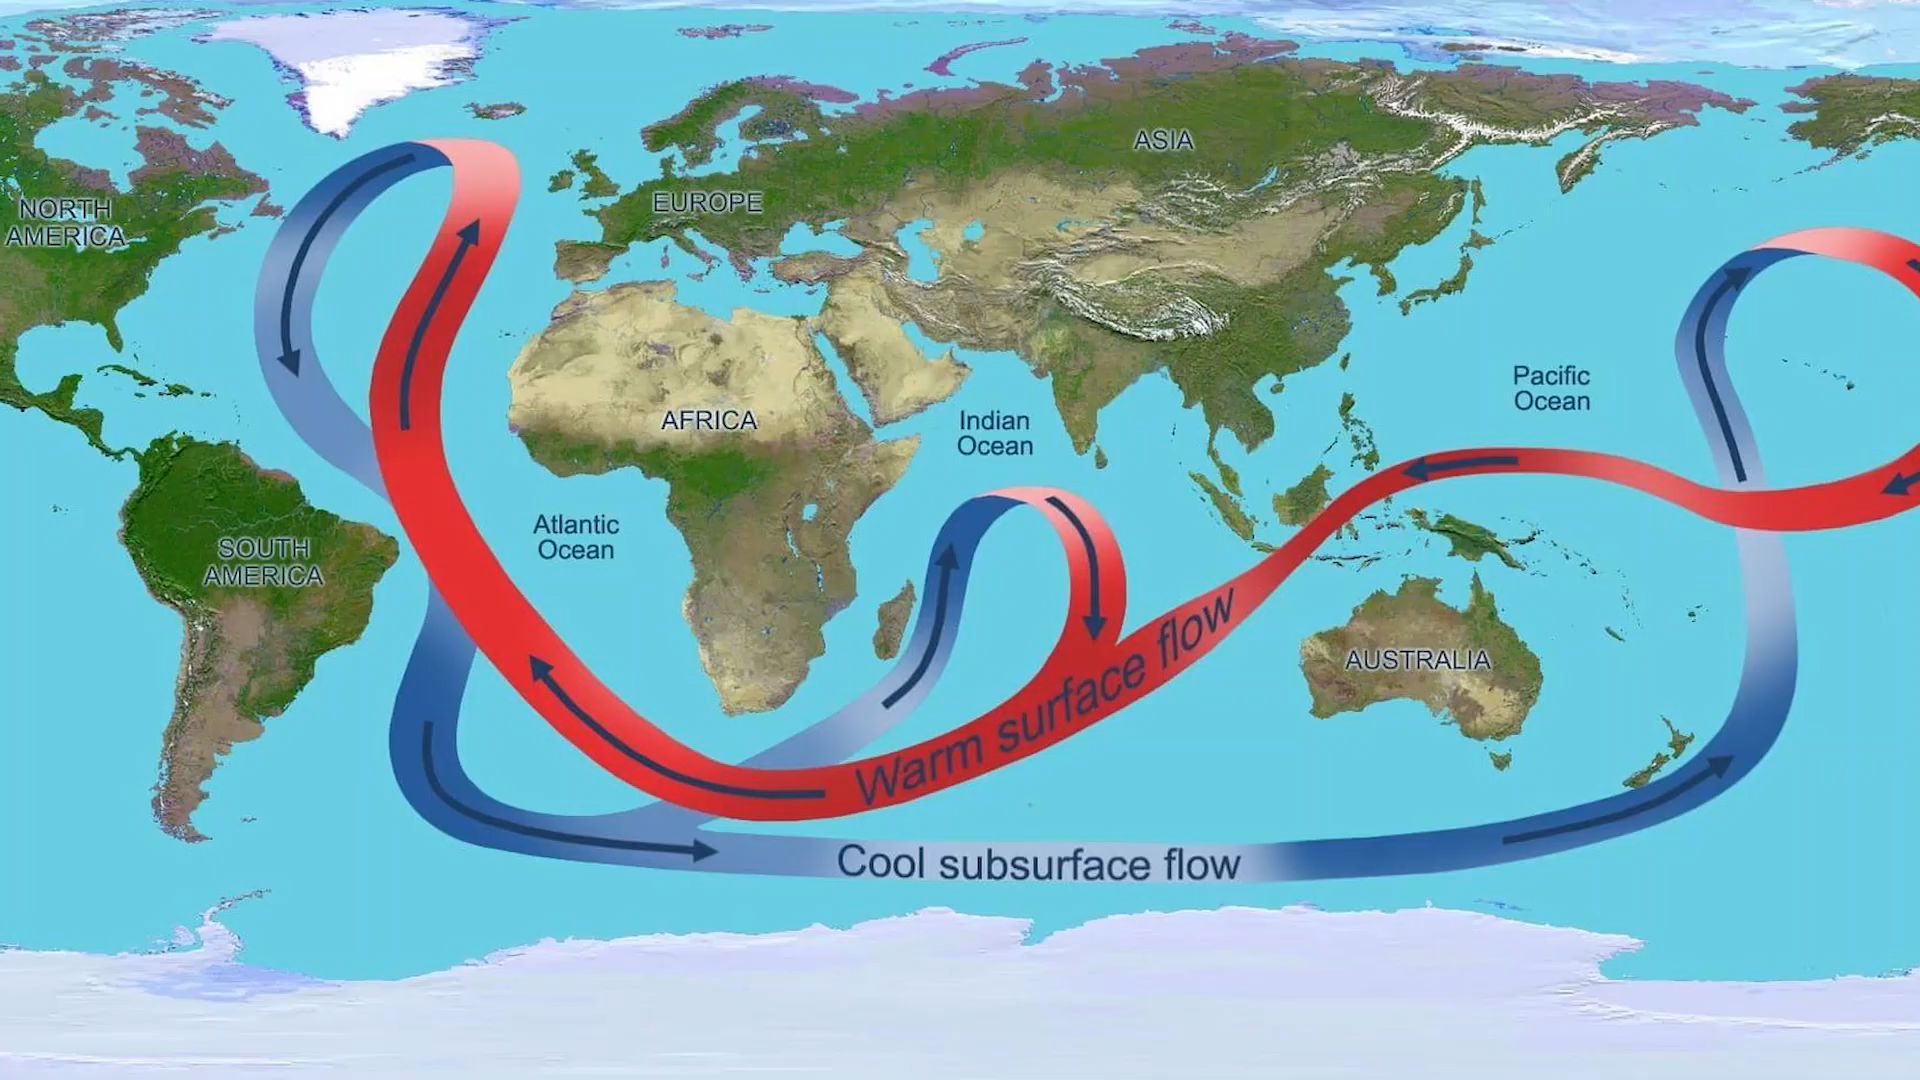 ASIA
EUROPE
NORTH
AMERICA
Pacific
Ocean
AFRICA
Indian
Ocean
Atlantic
Ocean
SOUTH
AMERICA
AUSTRALIA
Warm surface flow
Cool subsurface flow